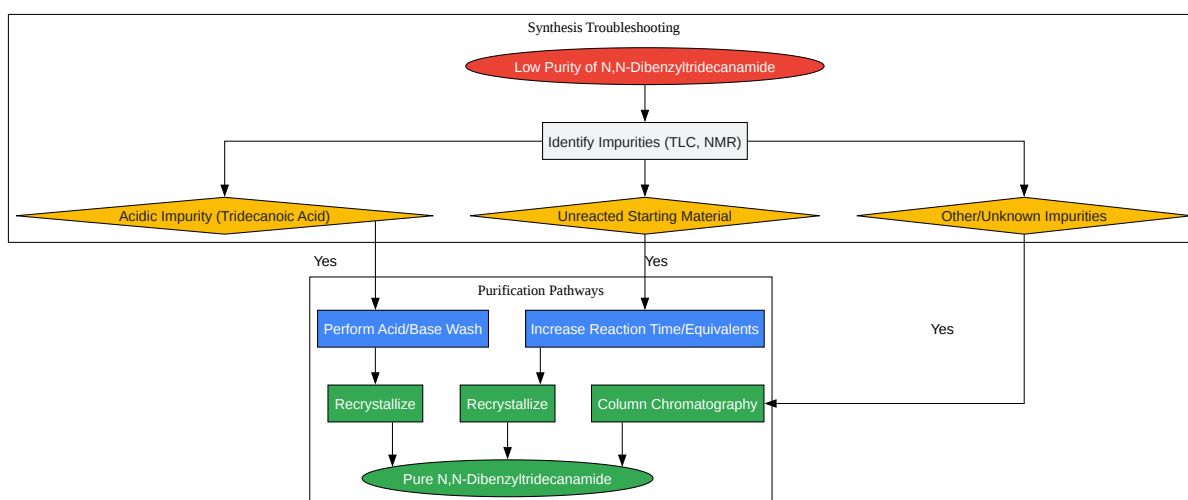 Synthesis Troubleshooting
Low Purity of N,N-Dibenzyltridecanamide
Identify Impurities (TLC, NMR)
Acidic Impurity (Tridecanoic Acid)
Unreacted Starting Material
Other/Unknown Impurities
Yes
Yes
Yes
Purification Pathways
Perform Acid/Base Wash
Increase Reaction Time/Equivalents
Recrystallize
Recrystallize
Column Chromatography
Pure N,N-Dibenzyltridecanamide